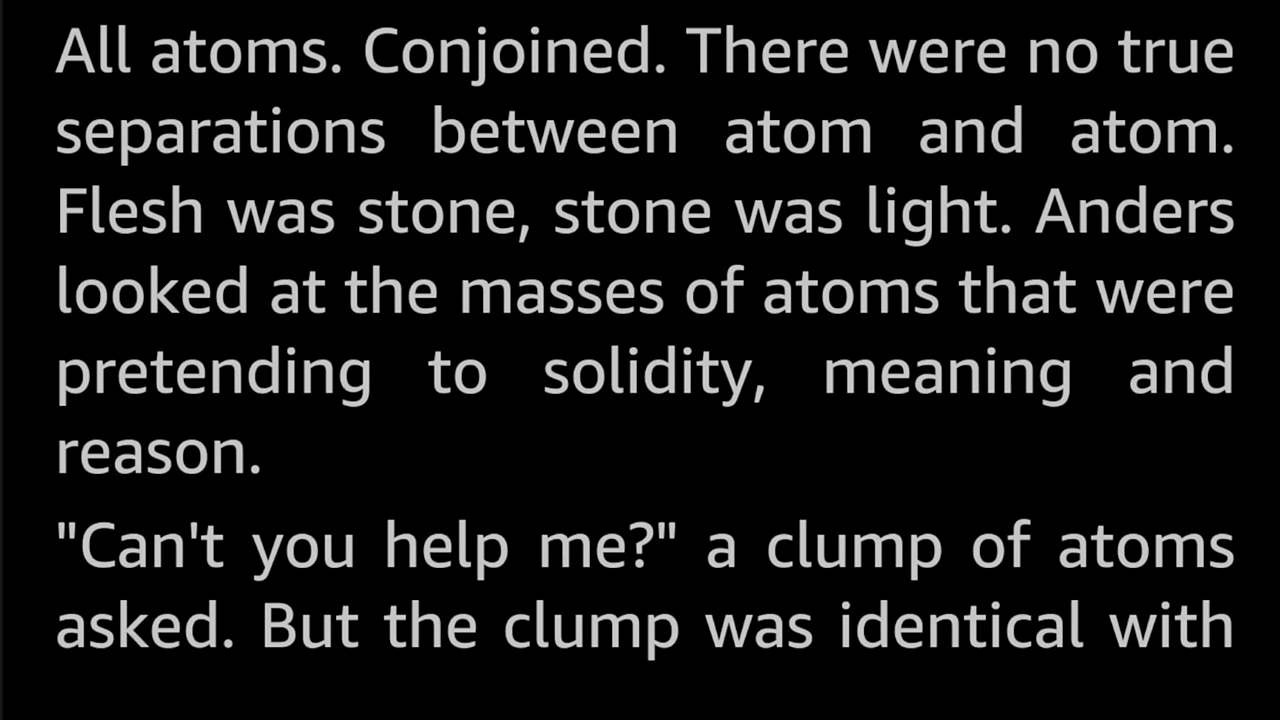 All atoms. Conjoined. There were no true
separations between atom and atom.
Flesh was stone, stone was light. Anders
looked at the masses of atoms that were
pretending to solidity, meaning and
reason.
"Can't you help me?" a clump of atoms
asked. But the clump was identical with